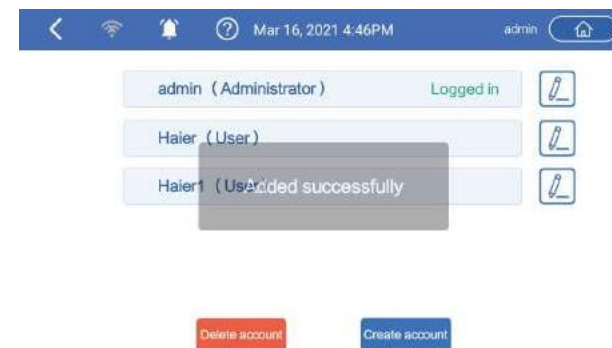 Mar 16, 2021 4:46PM admin
admin (Administrator) Logged in
Haier (User)
Haier1 (User
Added successfully
Delete account Create account